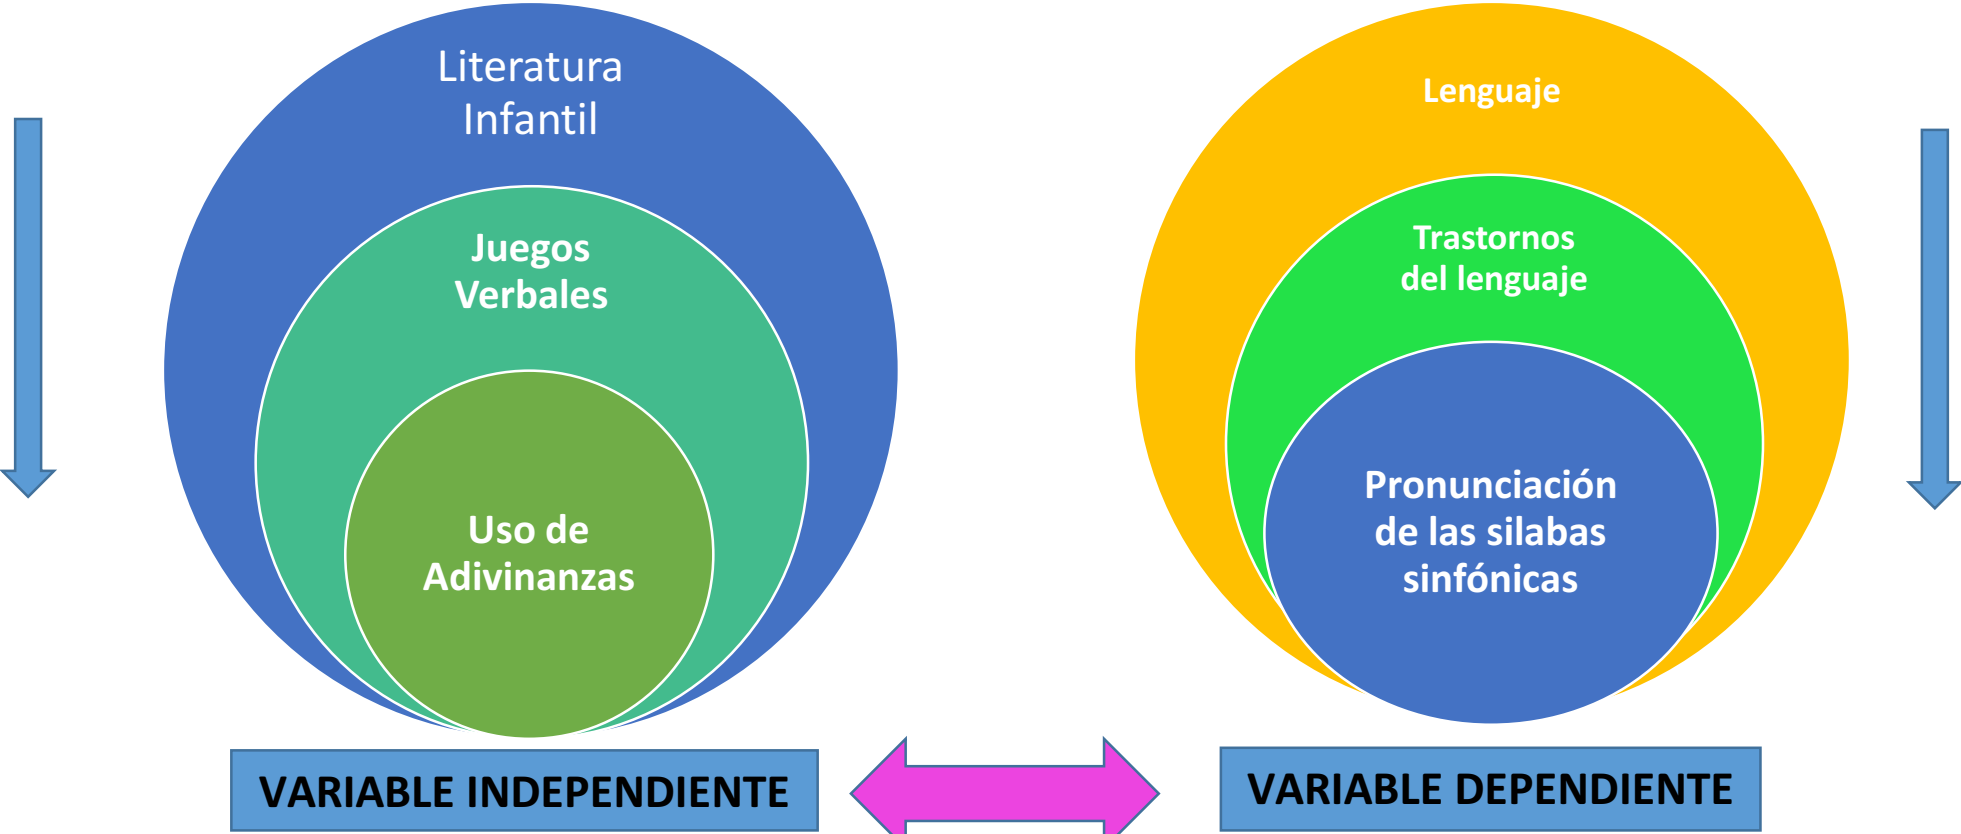 Literatura
Infantil
Juegos
Verbales
Uso de
Adivinanzas
VARIABLE INDEPENDIENTE
Lenguaje
Trastornos
del lenguaje
Pronunciación
de las silabas
sinfónicas
VARIABLE DEPENDIENTE